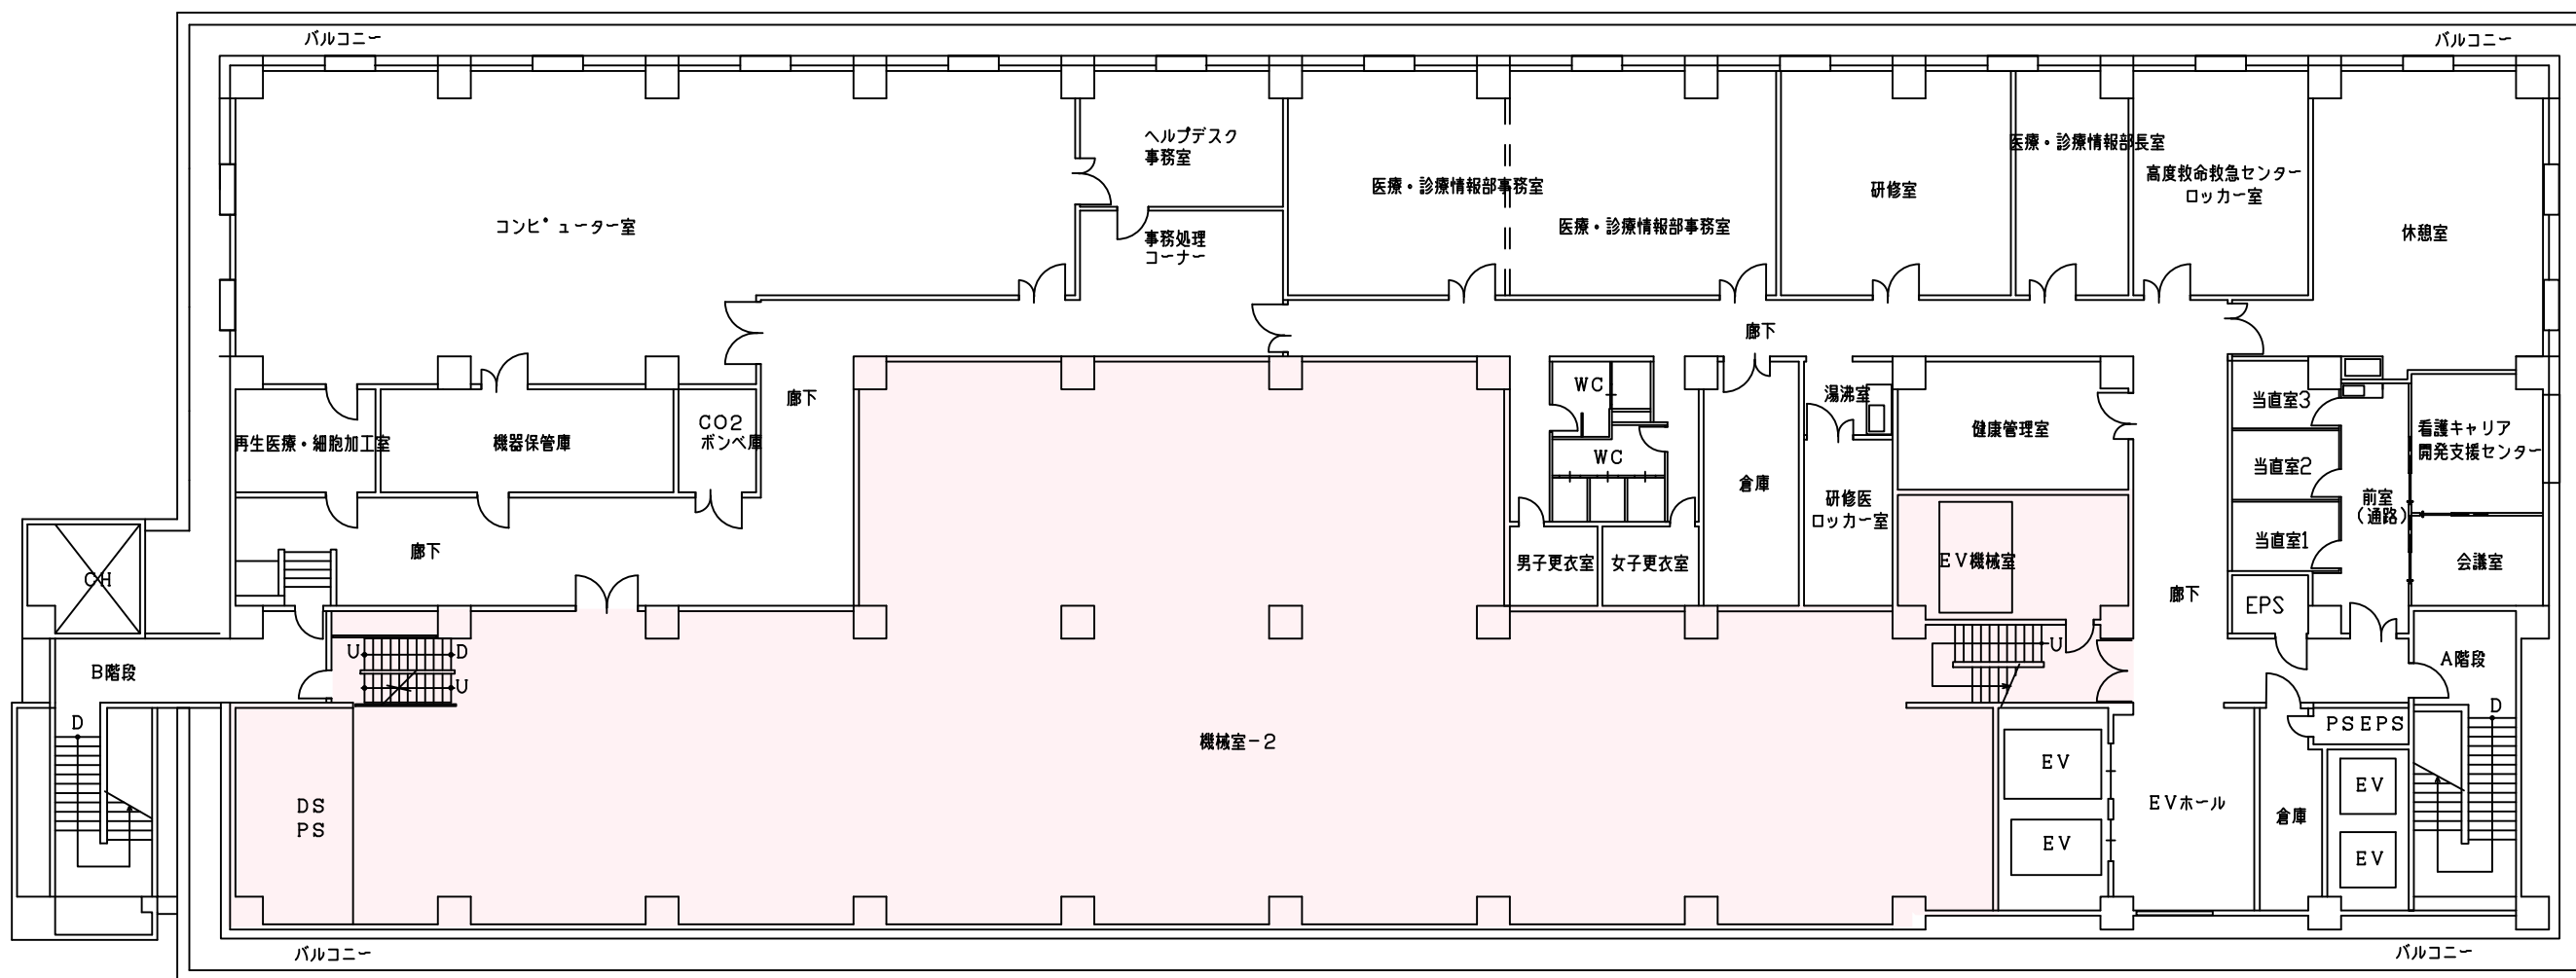 バルコニー
バルコニー
ヘルプデスク
事務室
医療・診療情報部長室
高度救命救急センター
ロッカー室
医療・診療情報部事務室
研修室
コンピューター室
医療・診療情報部事務室
休憩室
事務処理
コーナー
廊下
廊下
WC
湯沸室
当直室3
CO2
ボンベ庫
再生医療・細胞加工室
機器保管庫
健康管理室
看護キャリア
開発支援センター
WC
当直室2
倉庫
研修医
ロッカー室
前室
(通路)
当直室1
廊下
CH
男子更衣室
女子更衣室
EV機械室
会議室
廊下
EPS
U
D
U
U
B階段
A階段
D
D
PS
EPS
機械室-2
EV
EV
EVホール
倉庫
DS
PS
EV
EV
バルコニー
バルコニー